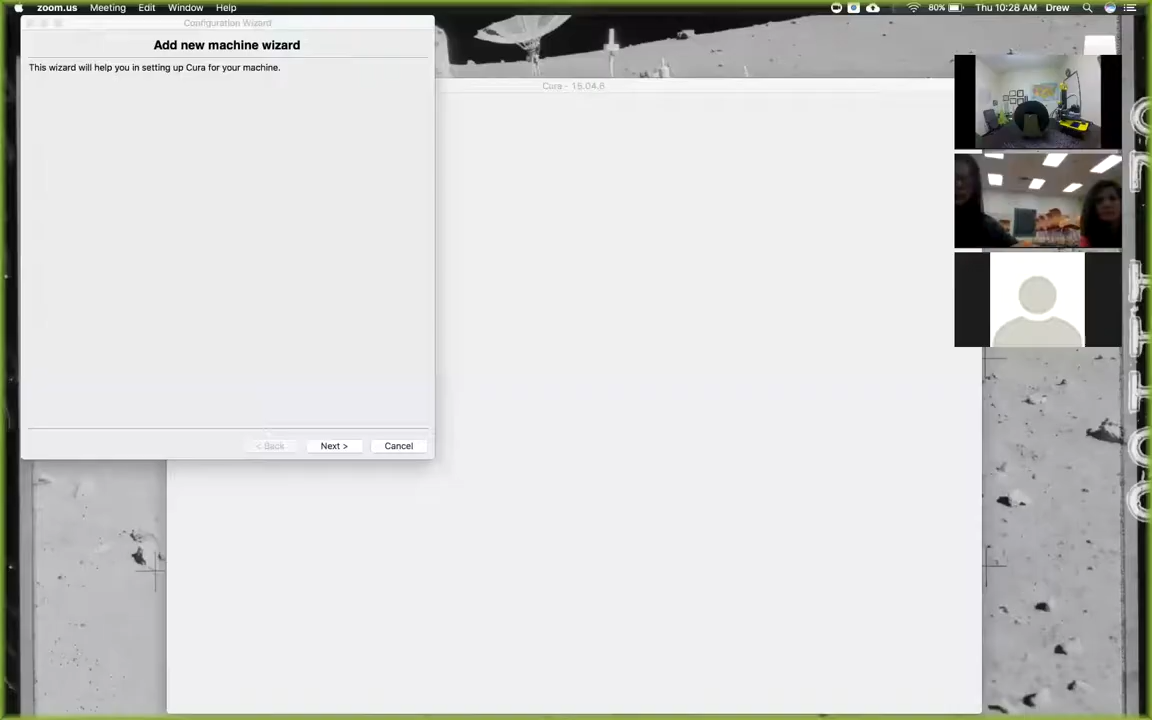 zoom.us Meeting Edit Window Help
80% Thu 10:28 AM Drew
Configuration Wizard
Add new machine wizard
This wizard will help you in setting up Cura for your machine.
Cura - 15.04.6
< Back Next > Cancel